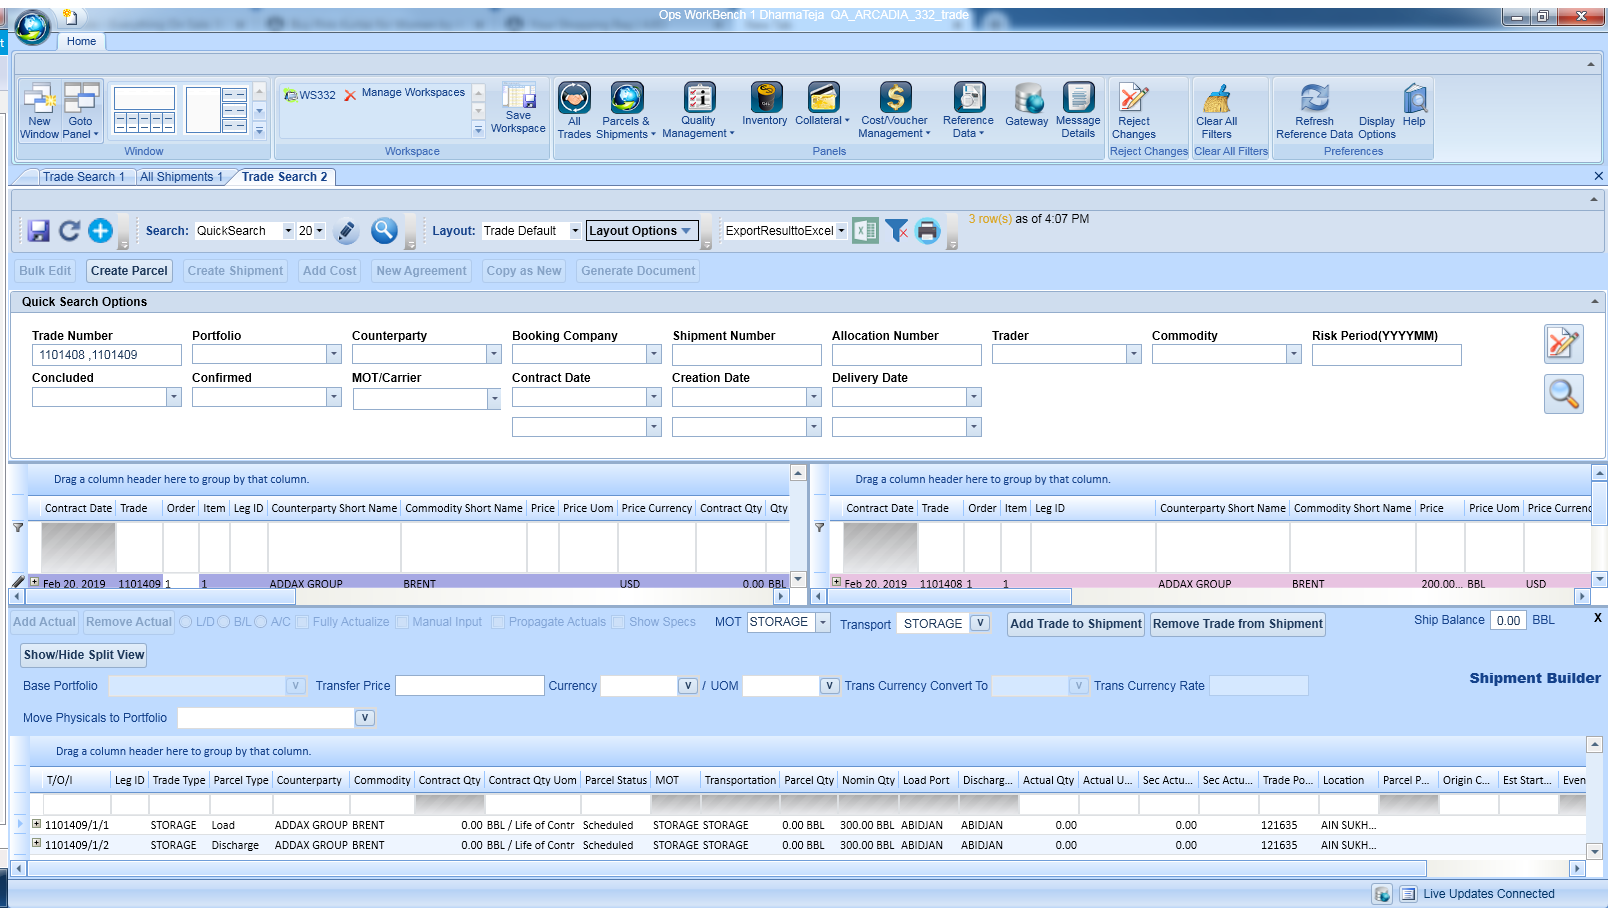 Ops WorkBench 1 DharmaTeja QA_ARCADIA_332_trade
Home
New Window
Goto Panel
Window
WS332
Manage Workspaces
Save Workspace
Workspace
All Trades
Parcels & Shipments
Quality Management
Inventory
Collateral
Cost/Voucher Management
Reference Data
Gateway
Message Details
Panels
Reject Changes
Reject Changes
Clear All Filters
Clear All Filters
Refresh Reference Data
Display Options
Help
Preferences
Trade Search 1
All Shipments 1
Trade Search 2
Search: QuickSearch 20
Layout: Trade Default
Layout Options
ExportResulttoExcel
3 row(s) as of 4:07 PM
Bulk Edit
Create Parcel
Create Shipment
Add Cost
New Agreement
Copy as New
Generate Document
Quick Search Options
Trade Number Portfolio Counterparty Booking Company Shipment Number Allocation Number Trader Commodity Risk Period(YYYYMM)
1101408 ,1101409
Concluded Confirmed MOT/Carrier Contract Date Creation Date Delivery Date
Drag a column header here to group by that column.
Contract Date Trade Order Item Leg ID Counterparty Short Name Commodity Short Name Price Price Uom Price Currency Contract Qty Qty
Feb 20, 2019 1101409 1 1 ADDAX GROUP BRENT USD 0.00 BBL
Drag a column header here to group by that column.
Contract Date Trade Order Item Leg ID Counterparty Short Name Commodity Short Name Price Price Uom Price Currenc
Feb 20, 2019 1101408 1 1 ADDAX GROUP BRENT 200.00... BBL USD
Add Actual Remove Actual L/D B/L A/C Fully Actualize Manual Input Propagate Actuals Show Specs MOT STORAGE Transport STORAGE V Add Trade to Shipment Remove Trade from Shipment Ship Balance 0.00 BBL X
Show/Hide Split View
Base Portfolio V Transfer Price Currency V / UOM V Trans Currency Convert To V Trans Currency Rate
Shipment Builder
Move Physicals to Portfolio V
Drag a column header here to group by that column.
T/O/I Leg ID Trade Type Parcel Type Counterparty Commodity Contract Qty Contract Qty Uom Parcel Status MOT Transportation Parcel Qty Nomin Qty Load Port Discharg... Actual Qty Actual U... Sec Actu... Sec Actu... Trade Po... Location Parcel P... Origin C... Est Start... Even
1101409/1/1 STORAGE Load ADDAX GROUP BRENT 0.00 BBL / Life of Contr Scheduled STORAGE STORAGE 0.00 BBL 300.00 BBL ABIDJAN ABIDJAN 0.00 0.00 121635 AIN SUKH...
1101409/1/2 STORAGE Discharge ADDAX GROUP BRENT 0.00 BBL / Life of Contr Scheduled STORAGE STORAGE 0.00 BBL 300.00 BBL ABIDJAN ABIDJAN 0.00 0.00 121635 AIN SUKH...
Live Updates Connected